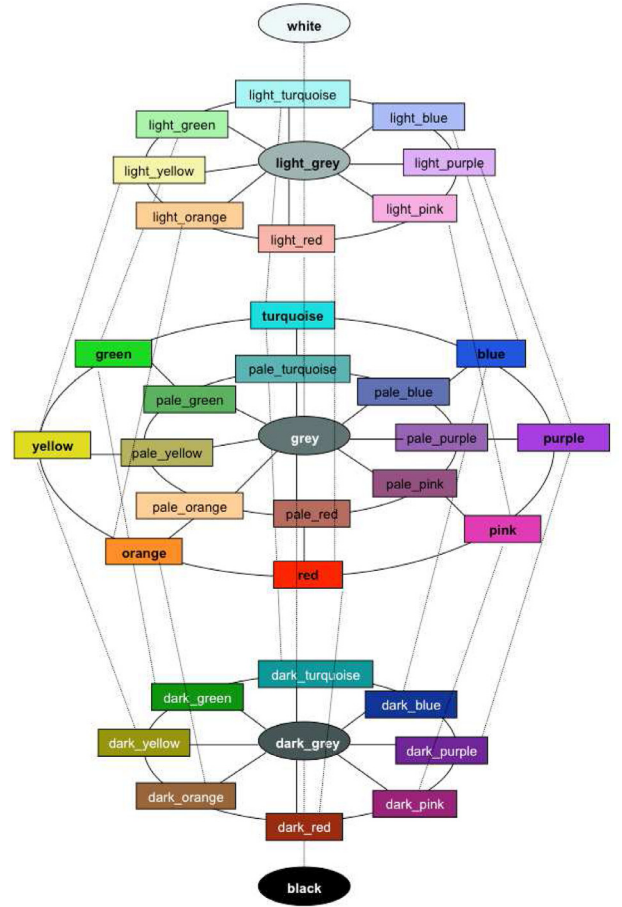 white
light_turquoise
light_green
light_blue
light_yellow
light_grey
light_purple
light_orange
light_pink
light_red
turquoise
green
blue
pale_turquoise
pale_green
pale_blue
yellow
pale_yellow
grey
pale_purple
purple
pale_pink
pale_orange
pale_red
pink
orange
red
dark_turquoise
dark_green
dark_blue
dark_yellow
dark_grey
dark_purple
dark_orange
dark_pink
dark_red
black